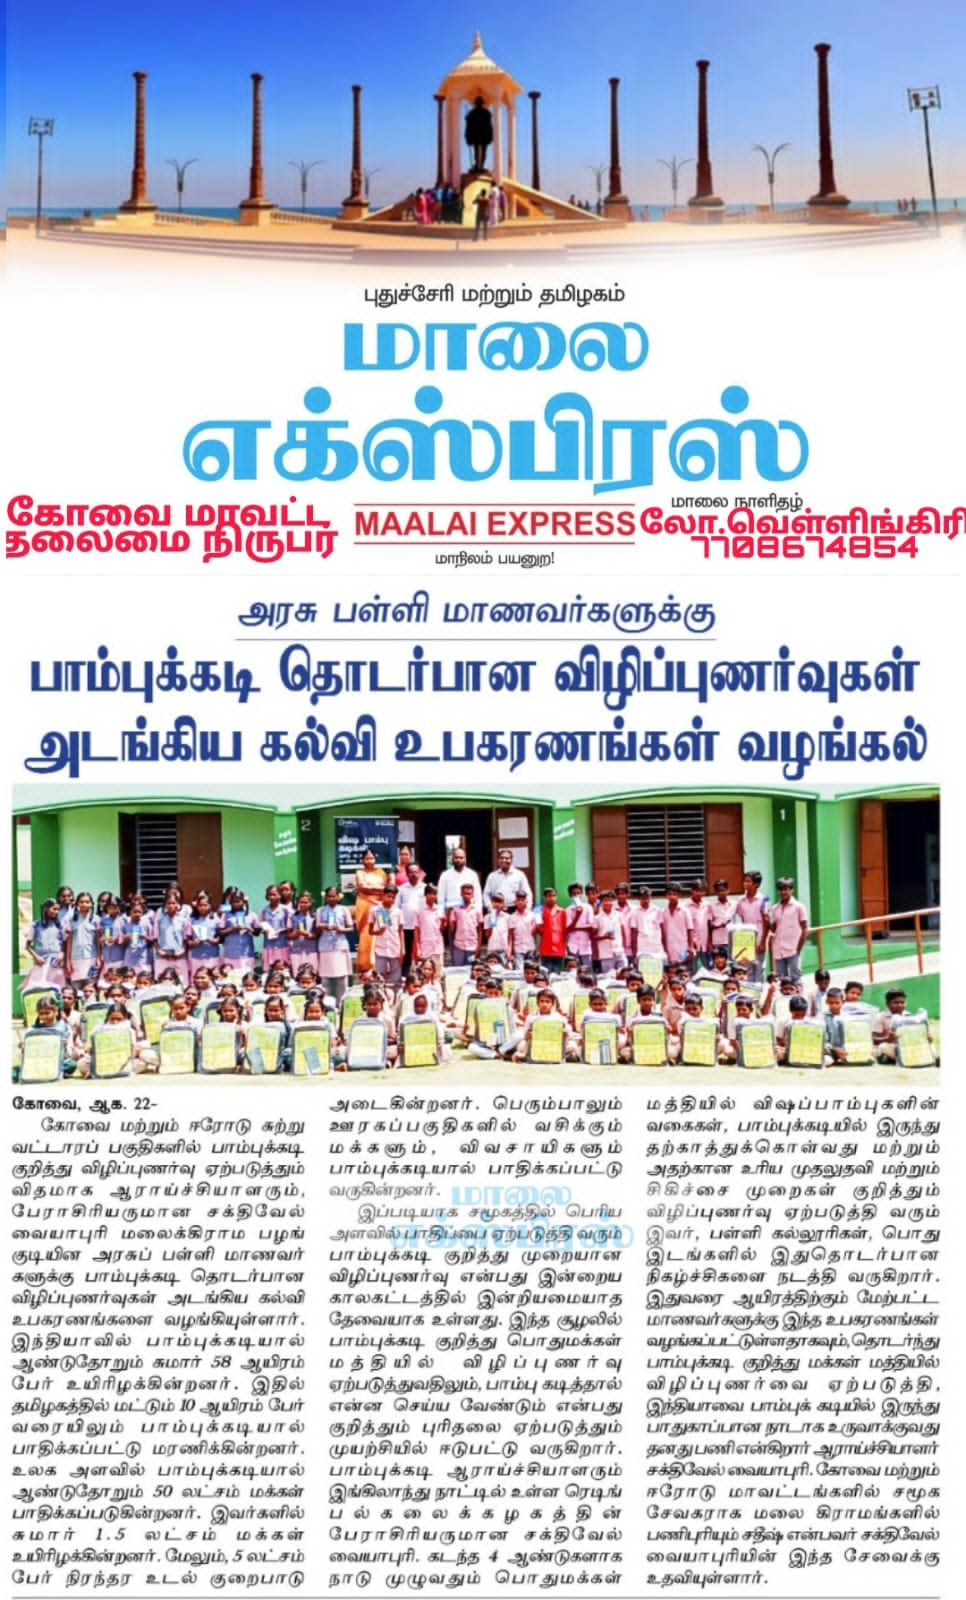 புதுச்சேரி மற்றும் தமிழகம்
மாலை
எக்ஸ்பிரஸ்
மாலை நாளிதழ்
கோவை மாவட்ட
தலைமை நிருபர்
MAALAI EXPRESS
லோ.வெள்ளிங்கிரி
7708674854
மாநிலம் பயனுற!
அரசு பள்ளி மாணவர்களுக்கு
பாம்புக்கடி தொடர்பான விழிப்புணர்வுகள்
அடங்கிய கல்வி உபகரணங்கள் வழங்கல்
2
விஷ பாம்பு
1
கோவை, ஆக. 22-
கோவை மற்றும் ஈரோடு சுற்று
வட்டாரப் பகுதிகளில் பாம்புக்கடி
குறித்து விழிப்புணர்வு ஏற்படுத்தும்
விதமாக ஆராய்ச்சியாளரும்,
பேராசிரியருமான சக்திவேல்
வையாபுரி மலைக்கிராம பழங்
குடியின அரசுப் பள்ளி மாணவர்
களுக்கு பாம்புக்கடி தொடர்பான
விழிப்புணர்வுகள் அடங்கிய கல்வி
உபகரணங்களை வழங்கியுள்ளார்.
இந்தியாவில் பாம்புக்கடியால்
ஆண்டுதோறும் சுமார் 58 ஆயிரம்
பேர் உயிரிழக்கின்றனர். இதில்
தமிழகத்தில் மட்டும் 10 ஆயிரம் பேர்
வரையிலும் பாம்புக்கடியால்
பாதிக்கப்பட்டு மரணிக்கின்றனர்.
உலக அளவில் பாம்புக்கடியால்
ஆண்டுதோறும் 50 லட்சம் மக்கள்
பாதிக்கப்படுகின்றனர். இவர்களில்
சுமார் 1.5 லட்சம் மக்கள்
உயிரிழக்கின்றனர். மேலும், 5 லட்சம்
பேர் நிரந்தர உடல் குறைபாடு
அடைகின்றனர். பெரும்பாலும்
ஊரகப்பகுதிகளில் வசிக்கும்
மக்களும், விவசாயிகளும்
பாம்புக்கடியால் பாதிக்கப்பட்டு
வருகின்றனர்.
மாலை
எக்ஸ்பிரஸ்
இப்படியாக சமூகத்தில் பெரிய
அளவில் பாதிப்பை ஏற்படுத்தி வரும்
பாம்புக்கடி குறித்து முறையான
விழிப்புணர்வு என்பது இன்றைய
காலகட்டத்தில் இன்றியமையாத
தேவையாக உள்ளது. இந்த சூழலில்
பாம்புக்கடி குறித்து பொதுமக்கள்
மத்தியில் விழிப்புணர்வு
ஏற்படுத்துவதிலும், பாம்பு கடித்தால்
என்ன செய்ய வேண்டும் என்பது
குறித்தும் புரிதலை ஏற்படுத்தும்
முயற்சியில் ஈடுபட்டு வருகிறார்.
பாம்புக்கடி ஆராய்ச்சியாளரும்
இங்கிலாந்து நாட்டில் உள்ள ரெடிங்
பல்கலைக்கழகத்தின்
பேராசிரியருமான சக்திவேல்
வையாபுரி. கடந்த 4 ஆண்டுகளாக
நாடு முழுவதும் பொதுமக்கள்
மத்தியில் விஷப்பாம்புகளின்
வகைகள், பாம்புக்கடியில் இருந்து
தற்காத்துக்கொள்வது மற்றும்
அதற்கான உரிய முதலுதவி மற்றும்
சிகிச்சை முறைகள் குறித்தும்
விழிப்புணர்வு ஏற்படுத்தி வரும்
இவர், பள்ளி கல்லூரிகள், பொது
இடங்களில் இதுதொடர்பான
நிகழ்ச்சிகளை நடத்தி வருகிறார்.
இதுவரை ஆயிரத்திற்கும் மேற்பட்ட
மாணவர்களுக்கு இந்த உபகரணங்கள்
வழங்கப்பட்டுள்ளதாகவும்,தொடர்ந்து
பாம்புக்கடி குறித்து மக்கள் மத்தியில்
விழிப்புணர்வை ஏற்படுத்தி,
இந்தியாவை பாம்புக் கடியில் இருந்து
பாதுகாப்பான நாடாக உருவாக்குவது
தனது பணி என்கிறார் ஆராய்ச்சியாளர்
சக்திவேல் வையாபுரி. கோவை மற்றும்
ஈரோடு மாவட்டங்களில் சமூக
சேவகராக மலை கிராமங்களில்
பணிபுரியும் சதீஷ் என்பவர் சக்திவேல்
வையாபுரியின் இந்த சேவைக்கு
உதவியுள்ளார்.